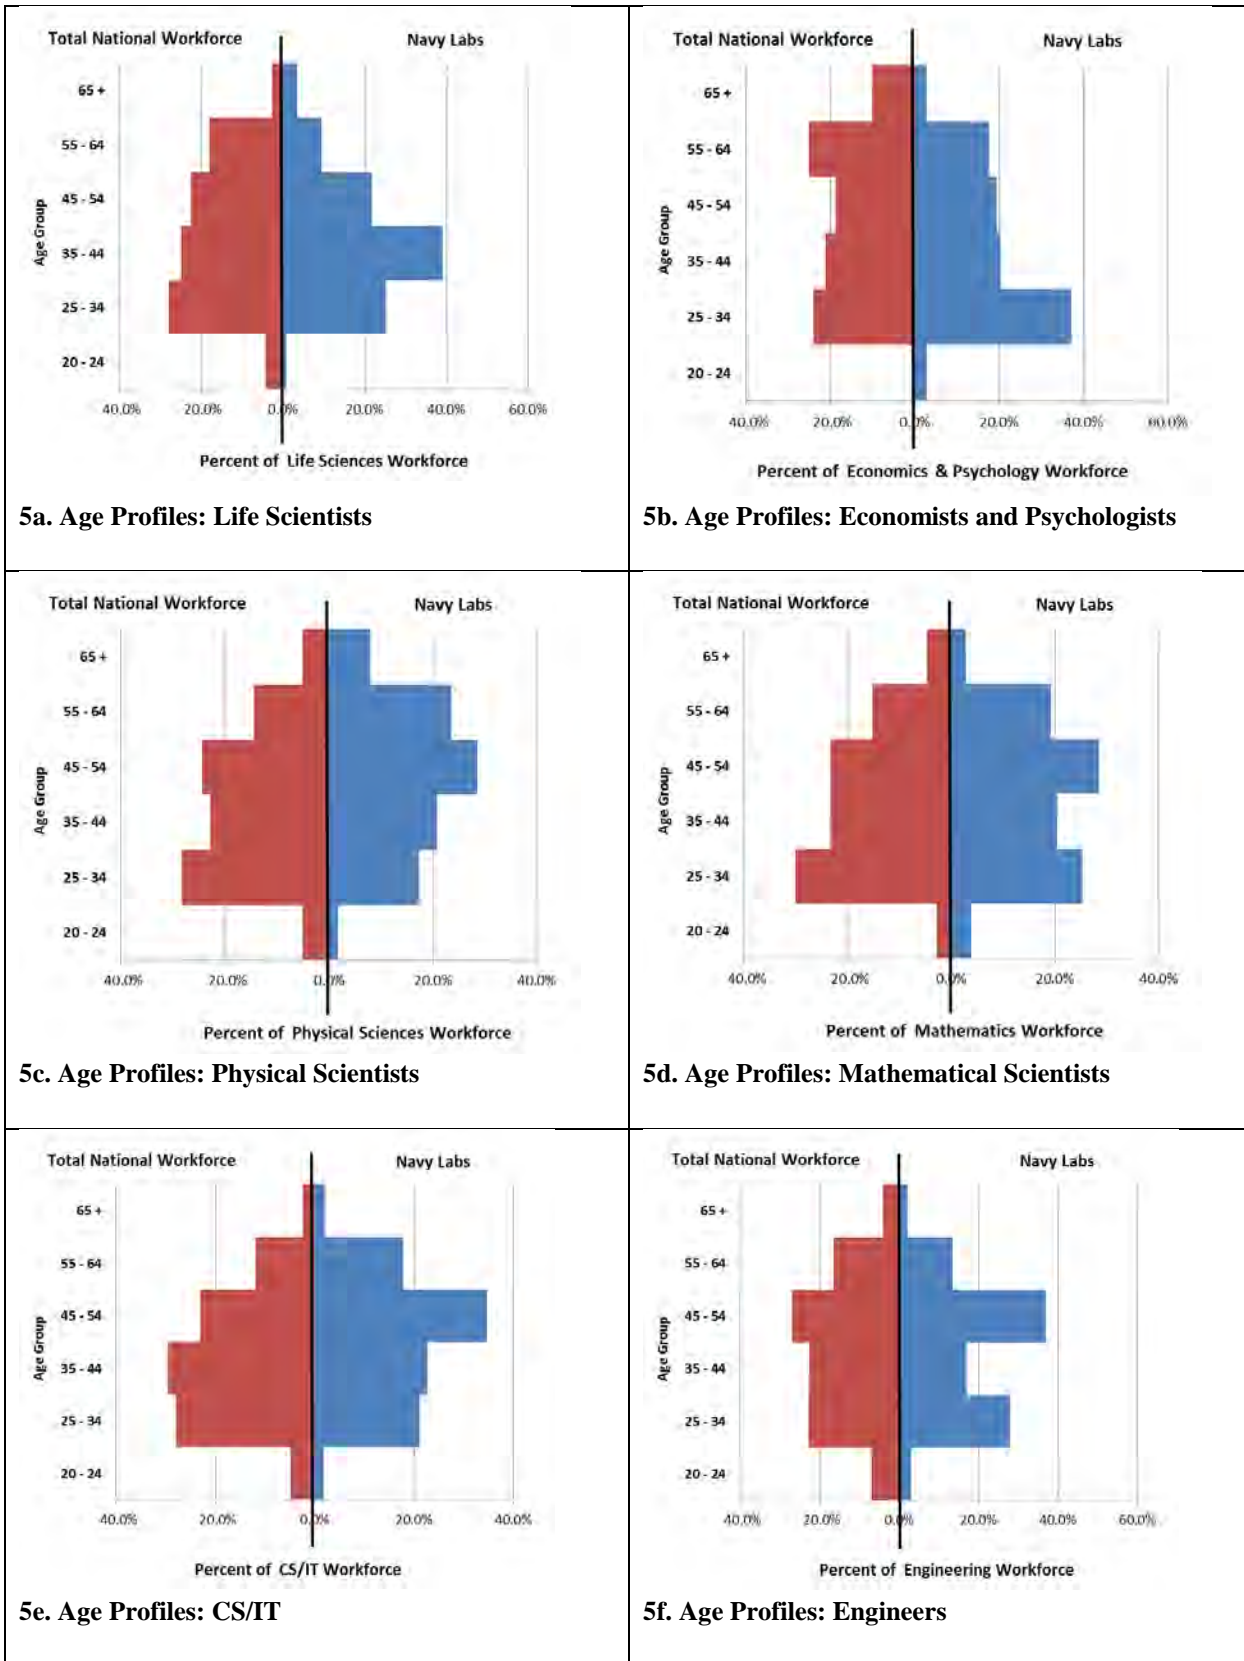 Total National Workforce Navy Labs
65 +
55 - 64
45 - 54
35 - 44
25 - 34
20 - 24
Age Group
40.0% 20.0% 0.0% 20.0% 40.0% 60.0%
Percent of Life Sciences Workforce
5a. Age Profiles: Life Scientists
Total National Workforce Navy Labs
65 +
55 - 64
45 - 54
35 - 44
25 - 34
20 - 24
Age Group
40.0% 20.0% 0.0% 20.0% 40.0% 60.0%
Percent of Economics & Psychology Workforce
5b. Age Profiles: Economists and Psychologists
Total National Workforce Navy Labs
65 +
55 - 64
45 - 54
35 - 44
25 - 34
20 - 24
Age Group
40.0% 20.0% 0.0% 20.0% 40.0%
Percent of Physical Sciences Workforce
5c. Age Profiles: Physical Scientists
Total National Workforce Navy Labs
65 +
55 - 64
45 - 54
35 - 44
25 - 34
20 - 24
Age Group
40.0% 20.0% 0.0% 20.0% 40.0%
Percent of Mathematics Workforce
5d. Age Profiles: Mathematical Scientists
Total National Workforce Navy Labs
65 +
55 - 64
45 - 54
35 - 44
25 - 34
20 - 24
Age Group
40.0% 20.0% 0.0% 20.0% 40.0%
Percent of CS/IT Workforce
5e. Age Profiles: CS/IT
Total National Workforce Navy Labs
65 +
55 - 64
45 - 54
35 - 44
25 - 34
20 - 24
Age Group
40.0% 20.0% 0.0% 20.0% 40.0% 60.0%
Percent of Engineering Workforce
5f. Age Profiles: Engineers